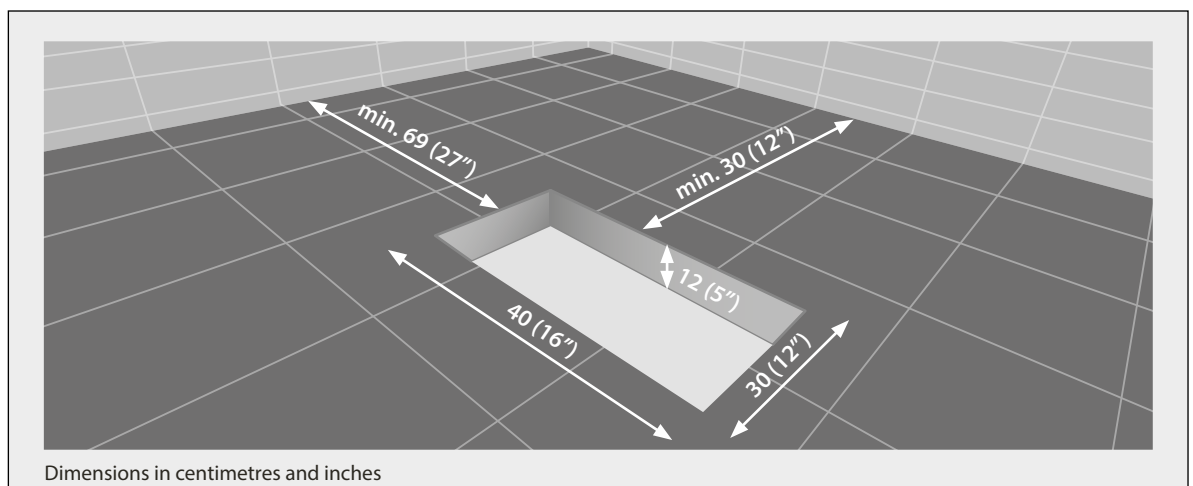 min. 69 (27″)
min. 30 (12″)
12 (5″)
40 (16″)
30 (12″)
Dimensions in centimetres and inches